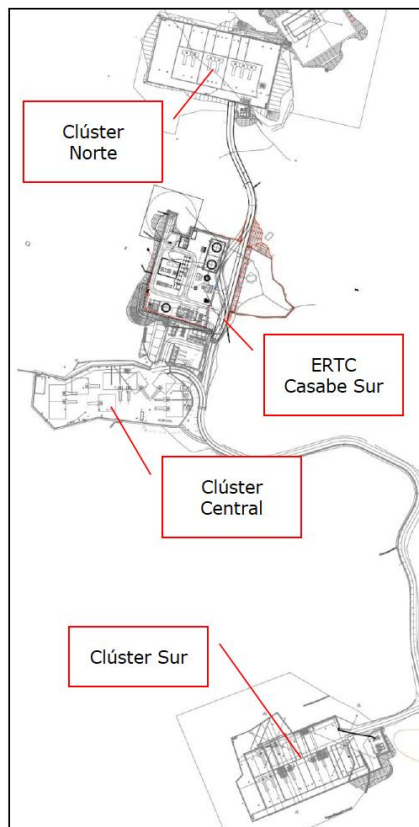 Clúster
Norte
ERTC
Casabe Sur
Clúster
Central
Clúster Sur